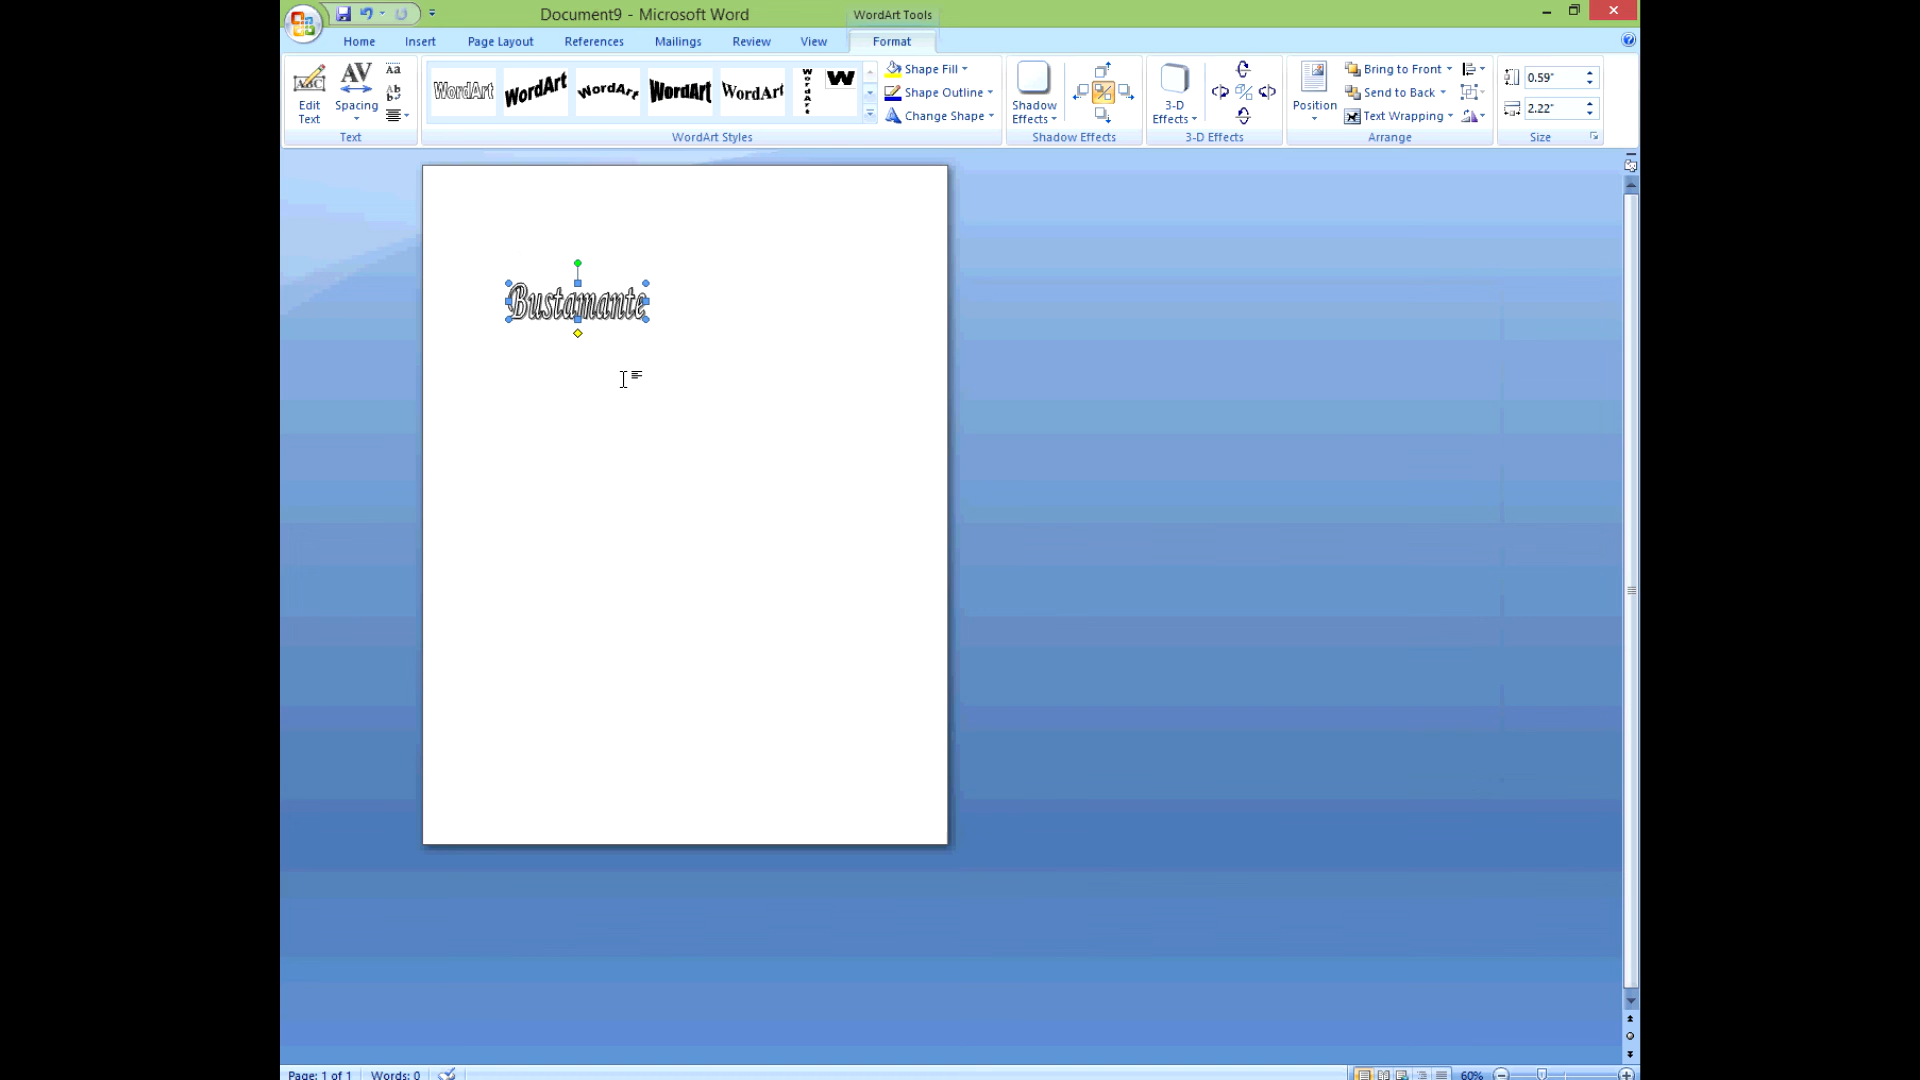 Document9 - Microsoft Word
WordArt Tools
Home Insert Page Layout References Mailings Review View Format
Edit Text
Spacing
Aa
Ab
Text
WordArt WordArt WordArt WordArt WordArt WordArt W
WordArt Styles
Shape Fill
Shape Outline
Change Shape
Shadow Effects
Shadow Effects
3-D Effects
3-D Effects
Position
Bring to Front
Send to Back
Text Wrapping
Arrange
0.59"
2.22"
Size
Bustamante
Page: 1 of 1 Words: 0 60%